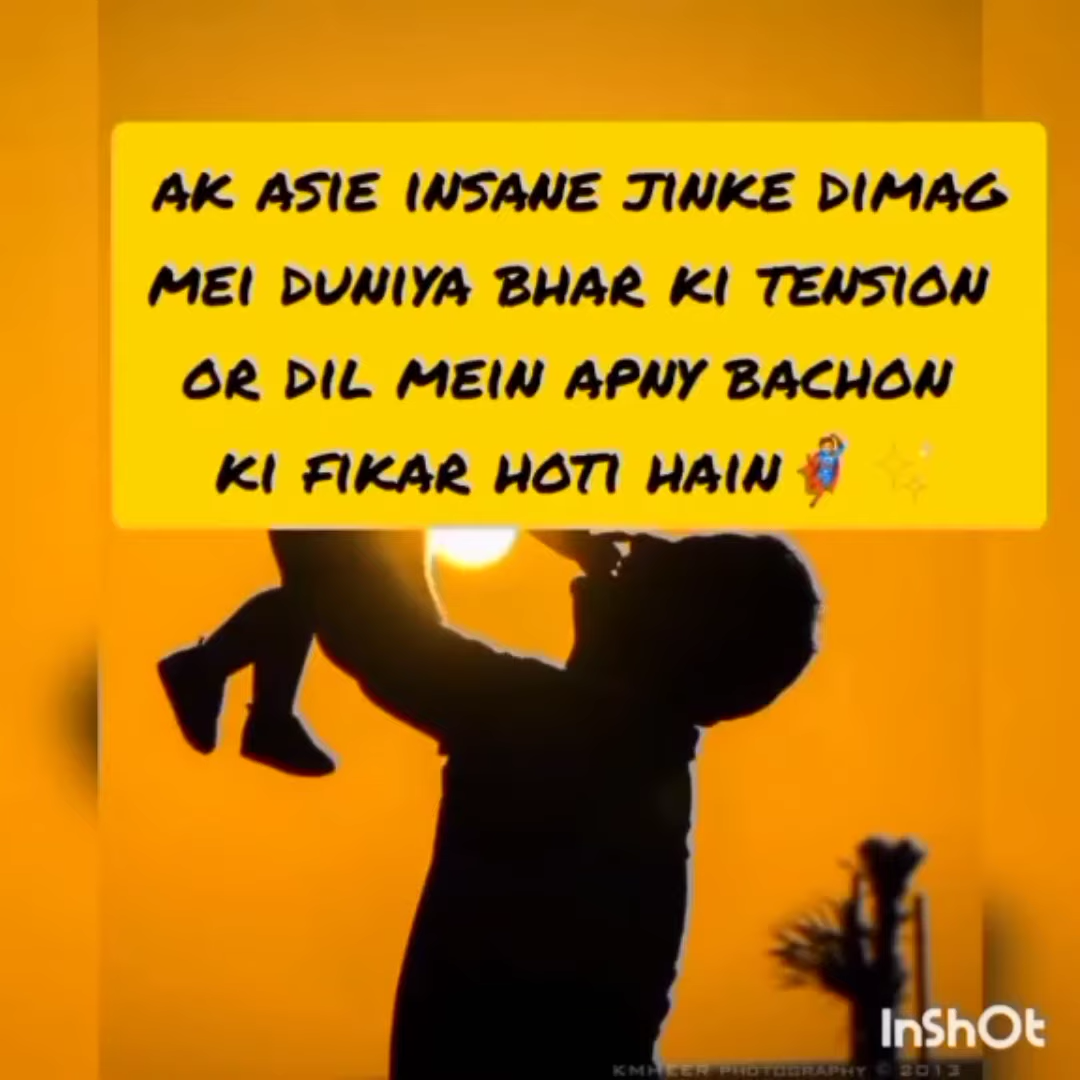 AK ASIE INSANE JINKE DIMAG
MEI DUNIYA BHAR KI TENSION
OR DIL MEIN APNY BACHON
KI FIKAR HOTI HAIN🦸✨
InShOt
KMHEER PHOTOGRAPHY © 2013